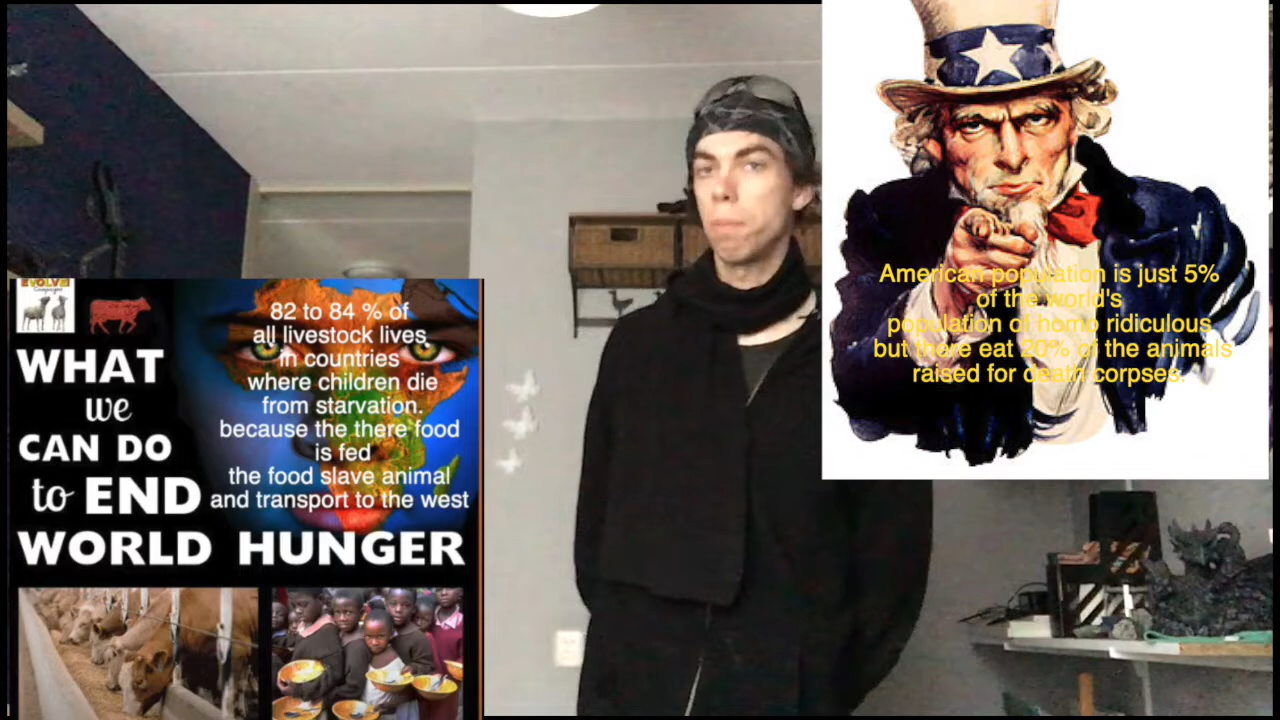 EVOLVE
Campaigns
WHAT
we
CAN DO
to END
WORLD HUNGER
82 to 84 % of
all livestock lives
in countries
where children die
from starvation.
because the there food
is fed
the food slave animal
and transport to the west
American population is just 5%
of the world's
population of homo ridiculous
but there eat 20% of the animals
raised for death corpses.